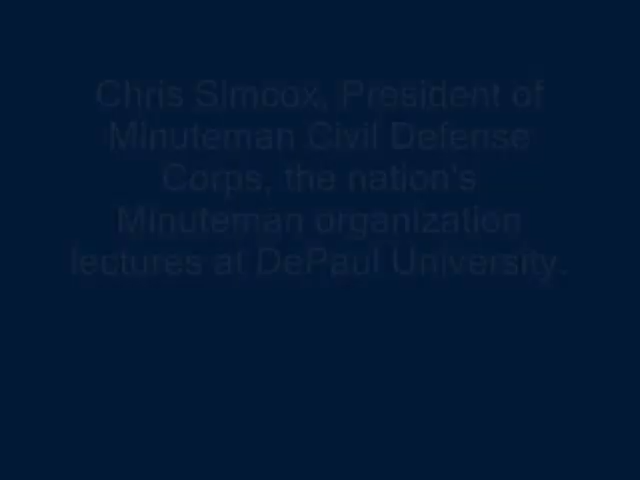 Chris Simcox, President of
Minuteman Civil Defense
Corps, the nation's
Minuteman organization
lectures at DePaul University.